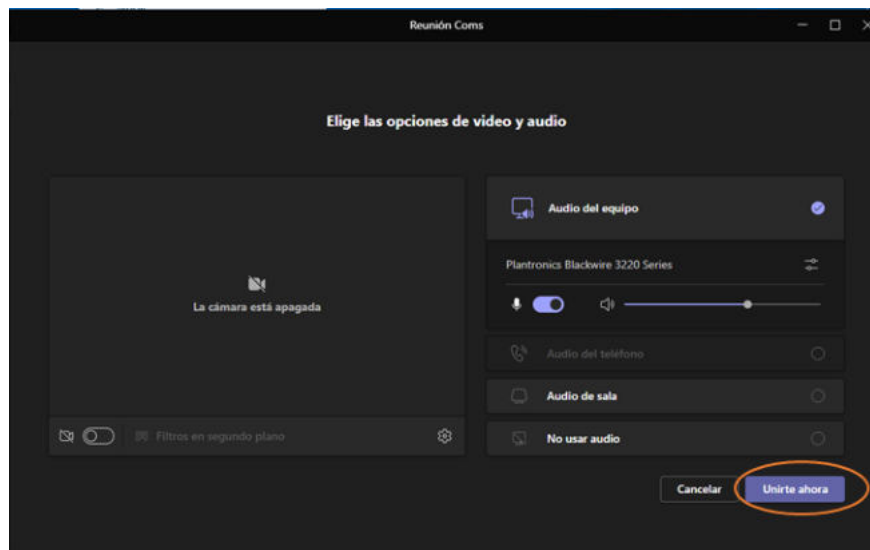 Reunión Coms
Elige las opciones de video y audio
La cámara está apagada
Filtros en segundo plano
Audio del equipo
Plantronics Blackwire 3220 Series
Audio del teléfono
Audio de sala
No usar audio
Cancelar
Unirte ahora